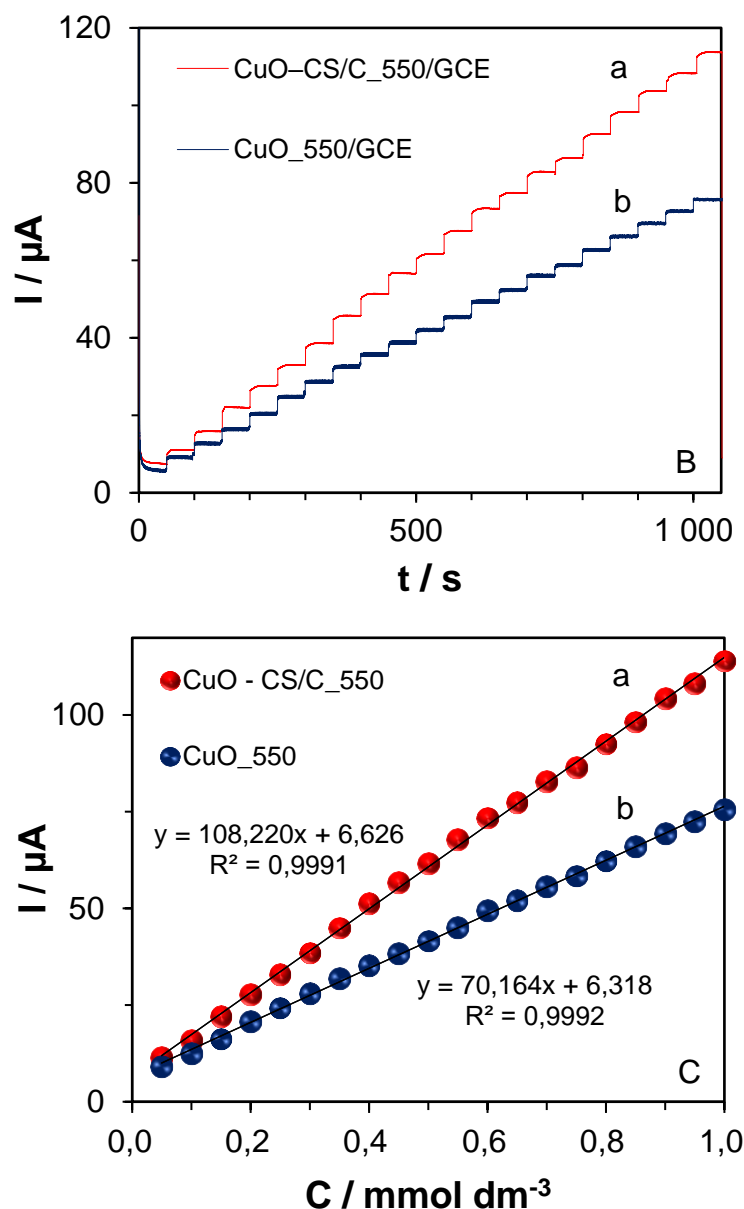 120
80
40
0
I / µA
CuO–CS/C_550/GCE
CuO_550/GCE
a
b
B
0
500
1 000
t / s
100
50
0
I / µA
CuO - CS/C_550
CuO_550
a
b
y = 108,220x + 6,626
R² = 0,9991
y = 70,164x + 6,318
R² = 0,9992
C
0,0
0,2
0,4
0,6
0,8
1,0
C / mmol dm⁻³